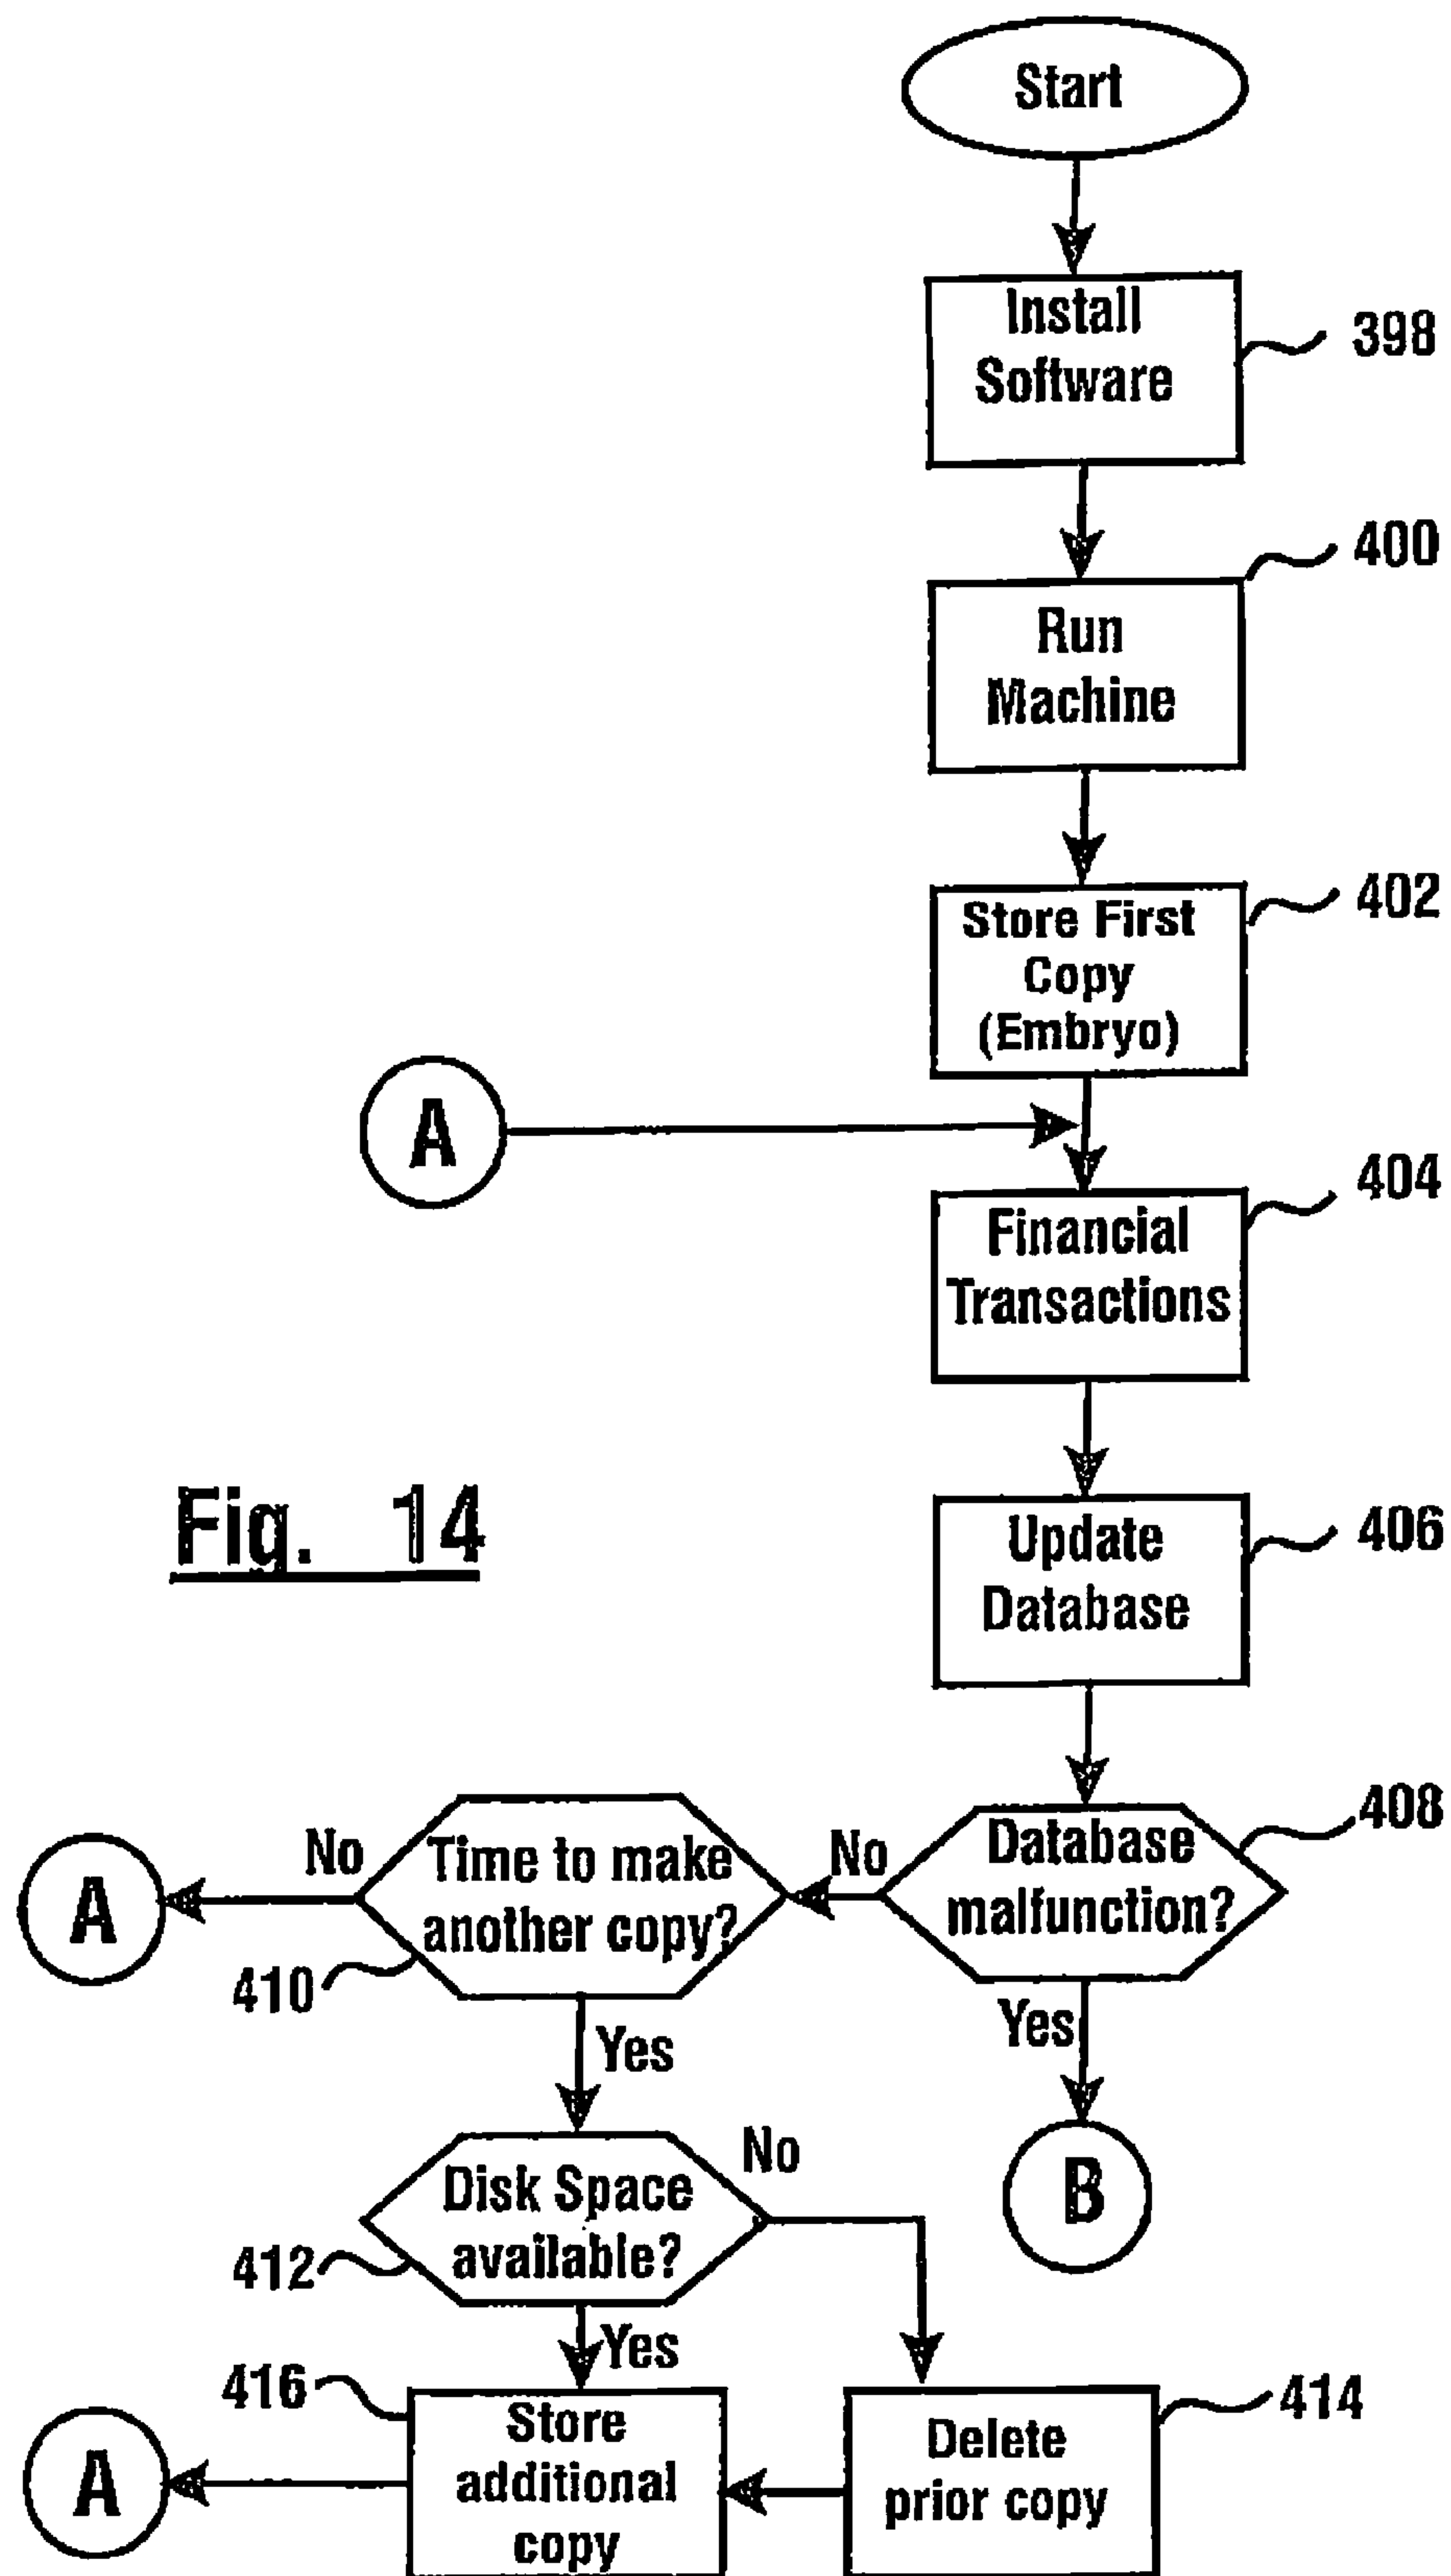 Start
Install
Software
398
400
Run
Machine
402
Store First
Copy
(Embryo)
A
404
Financial
Transactions
Fig. 14
406
Update
Database
408
Database
malfunction?
No
Time to make
another copy?
410
No
A
Yes
Yes
B
Disk Space
available?
412
No
Yes
416
Store
additional
copy
A
414
Delete
prior copy